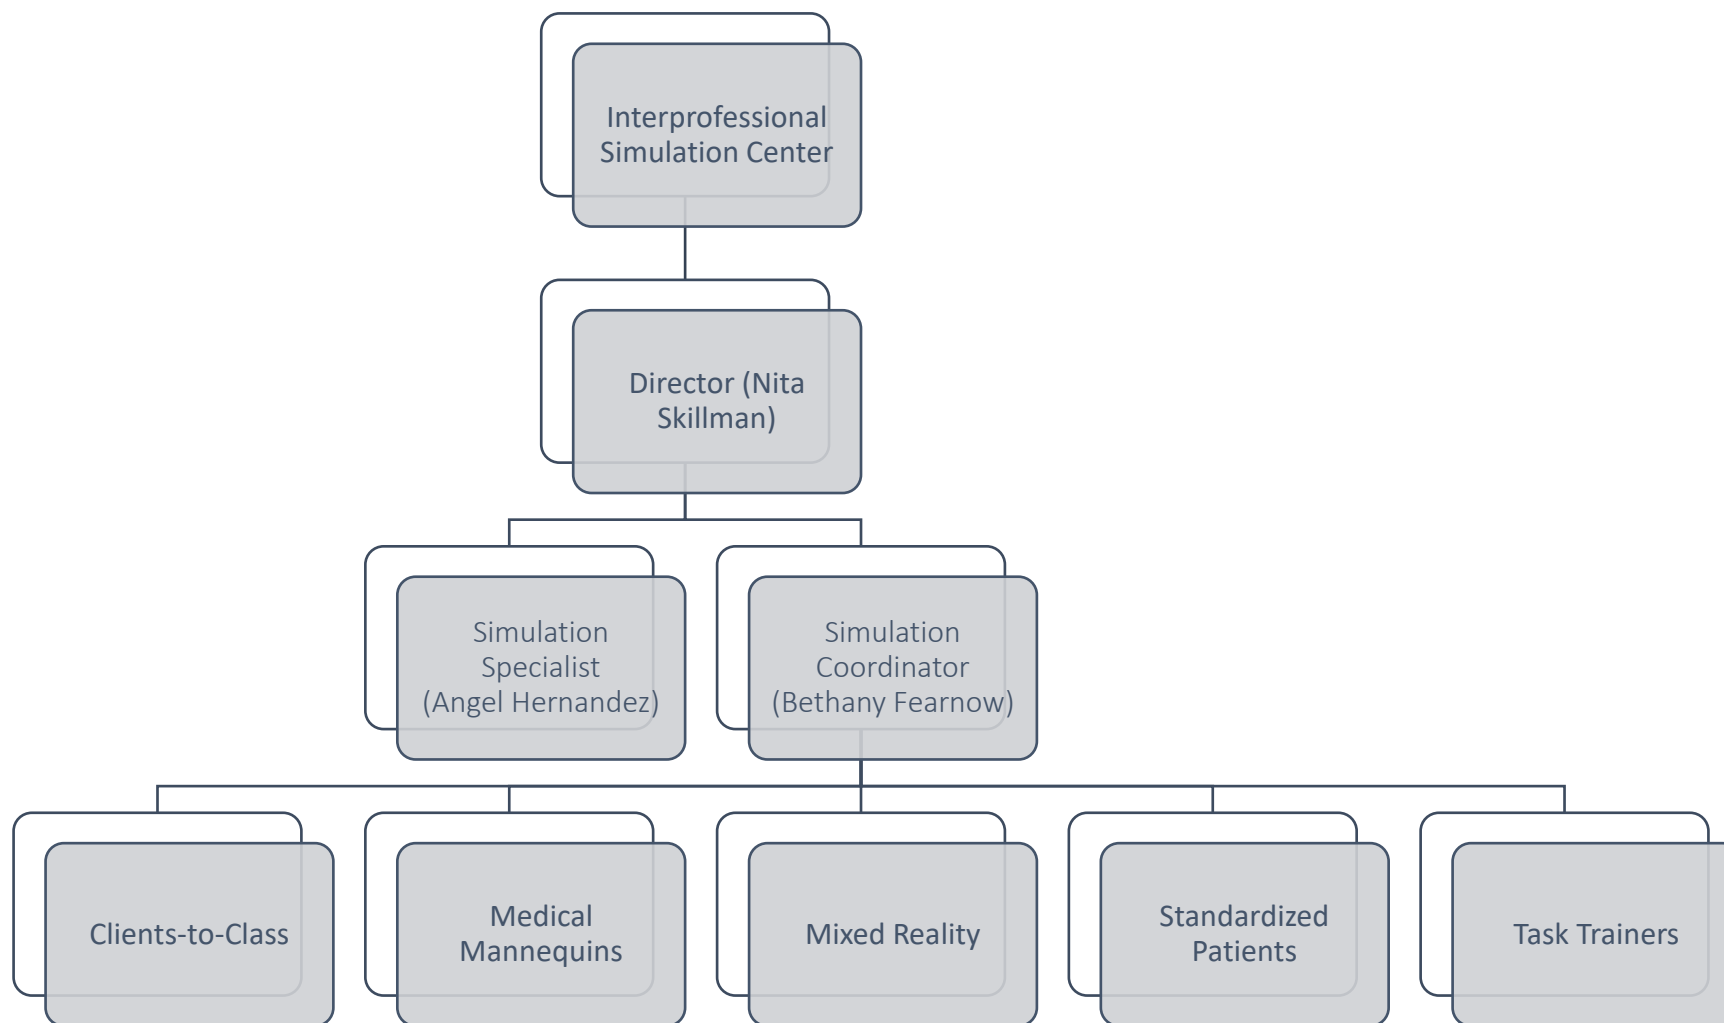 Interprofessional
Simulation Center
Director (Nita
Skillman)
Simulation
Specialist
(Angel Hernandez)
Simulation
Coordinator
(Bethany Fearnow)
Clients-to-Class
Medical
Mannequins
Mixed Reality
Standardized
Patients
Task Trainers